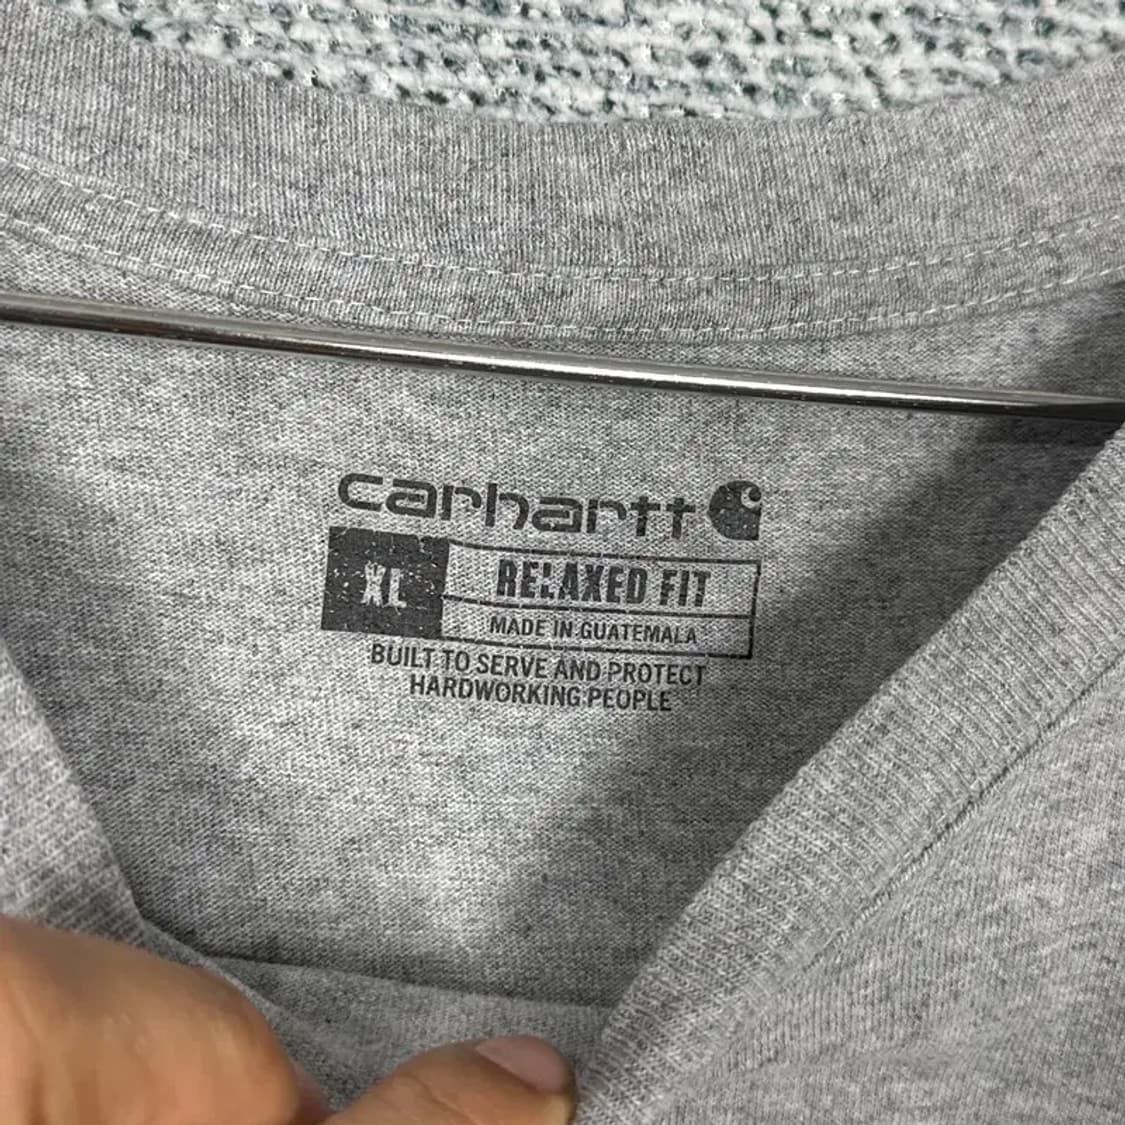 carhartt
XL
RELAXED FIT
MADE IN GUATEMALA
BUILT TO SERVE AND PROTECT
HARDWORKING PEOPLE